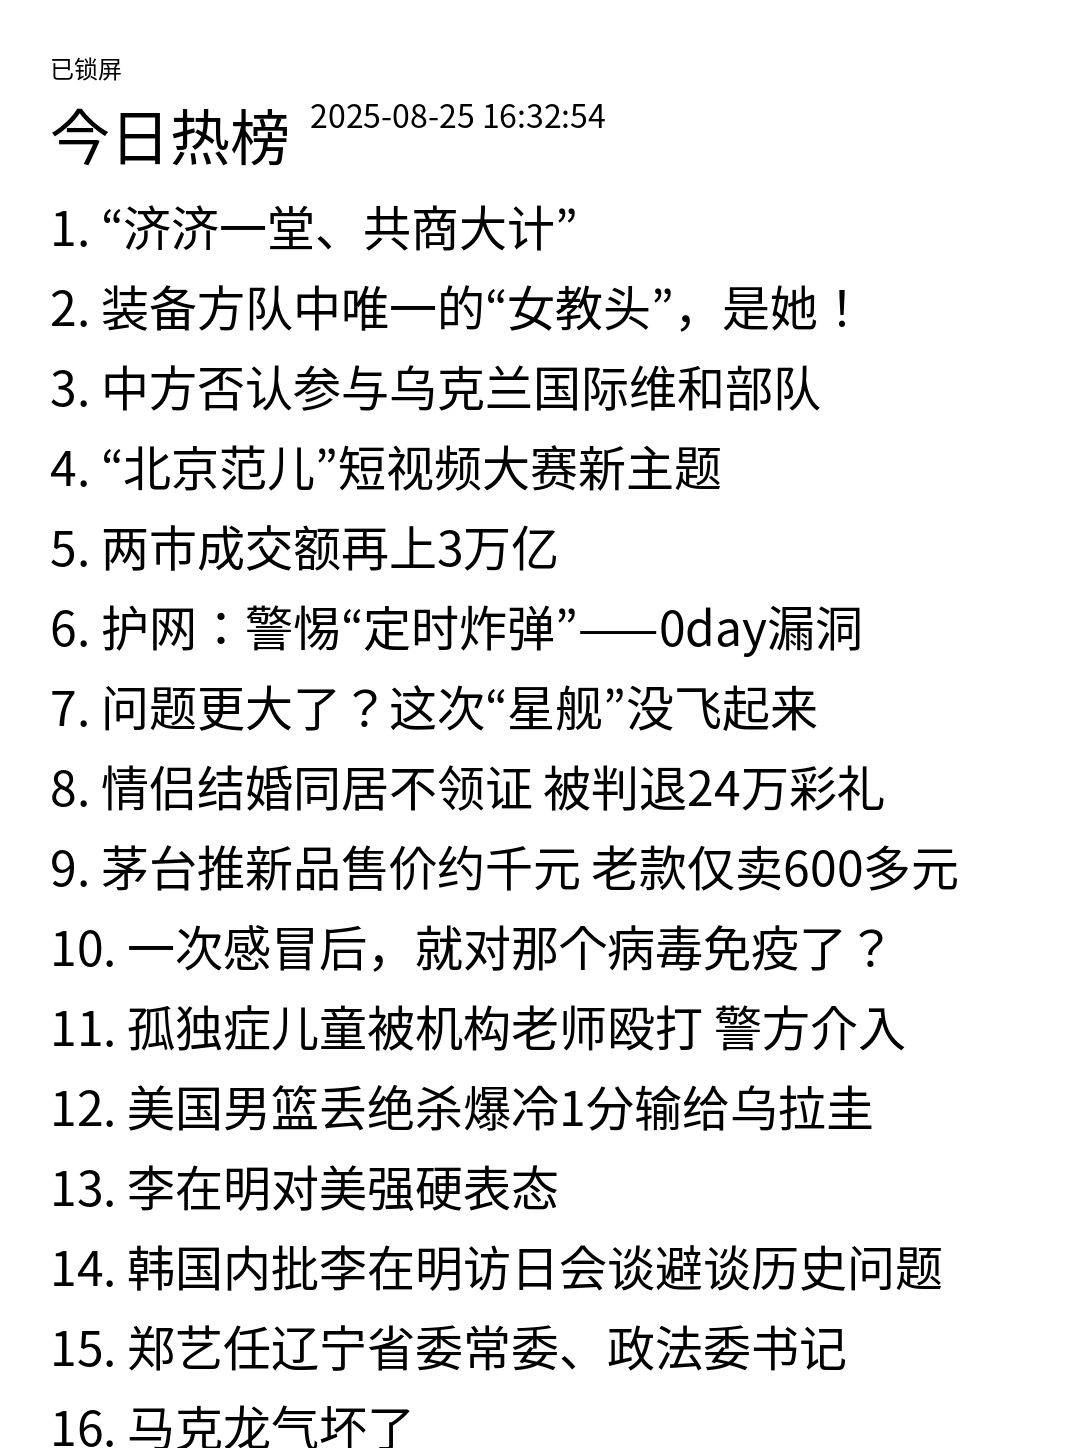 已锁屏
今日热榜 2025-08-25 16:32:54
1. “济济一堂、共商大计”
2. 装备方队中唯一的“女教头”，是她！
3. 中方否认参与乌克兰国际维和部队
4. “北京范儿”短视频大赛新主题
5. 两市成交额再上3万亿
6. 护网：警惕“定时炸弹”——0day漏洞
7. 问题更大了？这次“星舰”没飞起来
8. 情侣结婚同居不领证 被判退24万彩礼
9. 茅台推新品售价约千元 老款仅卖600多元
10. 一次感冒后，就对那个病毒免疫了？
11. 孤独症儿童被机构老师殴打 警方介入
12. 美国男篮丢绝杀爆冷1分输给乌拉圭
13. 李在明对美强硬表态
14. 韩国内批李在明访日会谈避谈历史问题
15. 郑艺任辽宁省委常委、政法委书记
16. 马克龙气坏了